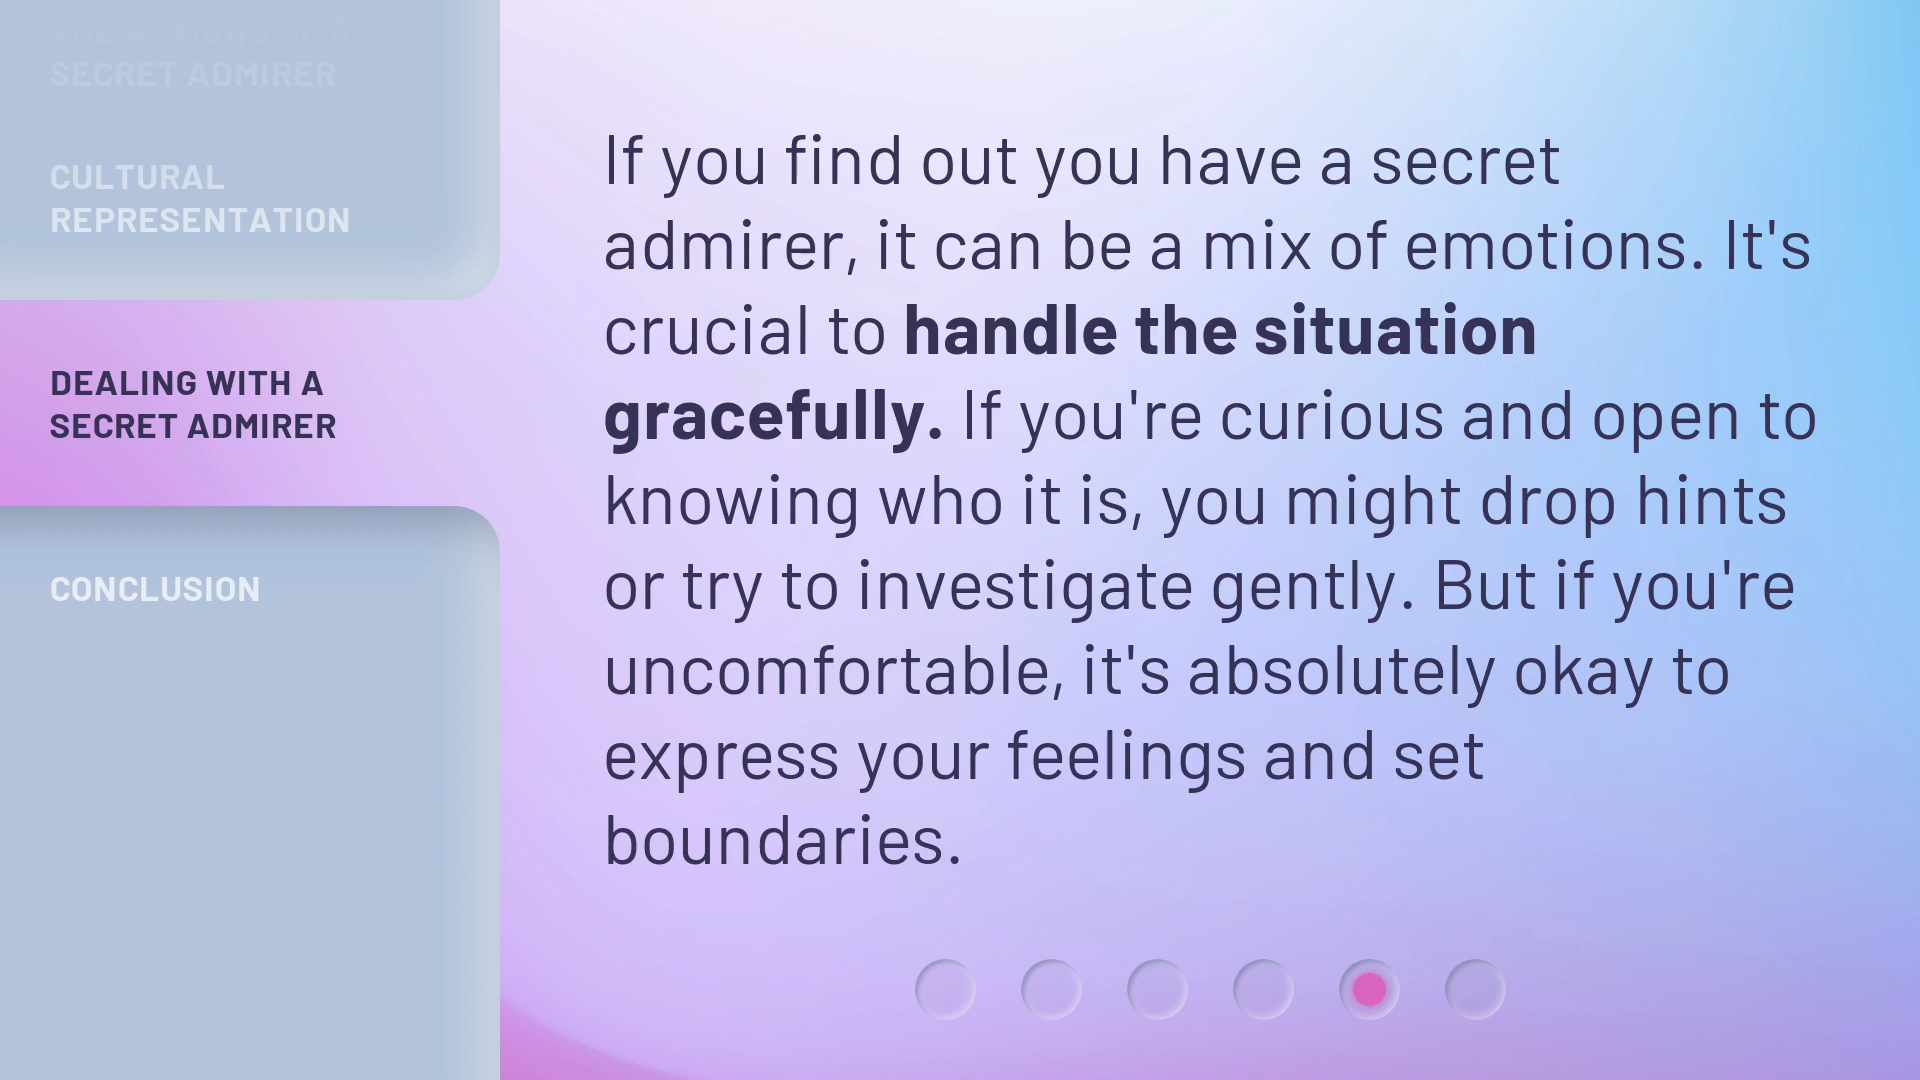 THE ACTIONS OF A
SECRET ADMIRER
CULTURAL
REPRESENTATION
DEALING WITH A
SECRET ADMIRER
CONCLUSION
If you find out you have a secret
admirer, it can be a mix of emotions. It's
crucial to handle the situation
gracefully. If you're curious and open to
knowing who it is, you might drop hints
or try to investigate gently. But if you're
uncomfortable, it's absolutely okay to
express your feelings and set
boundaries.